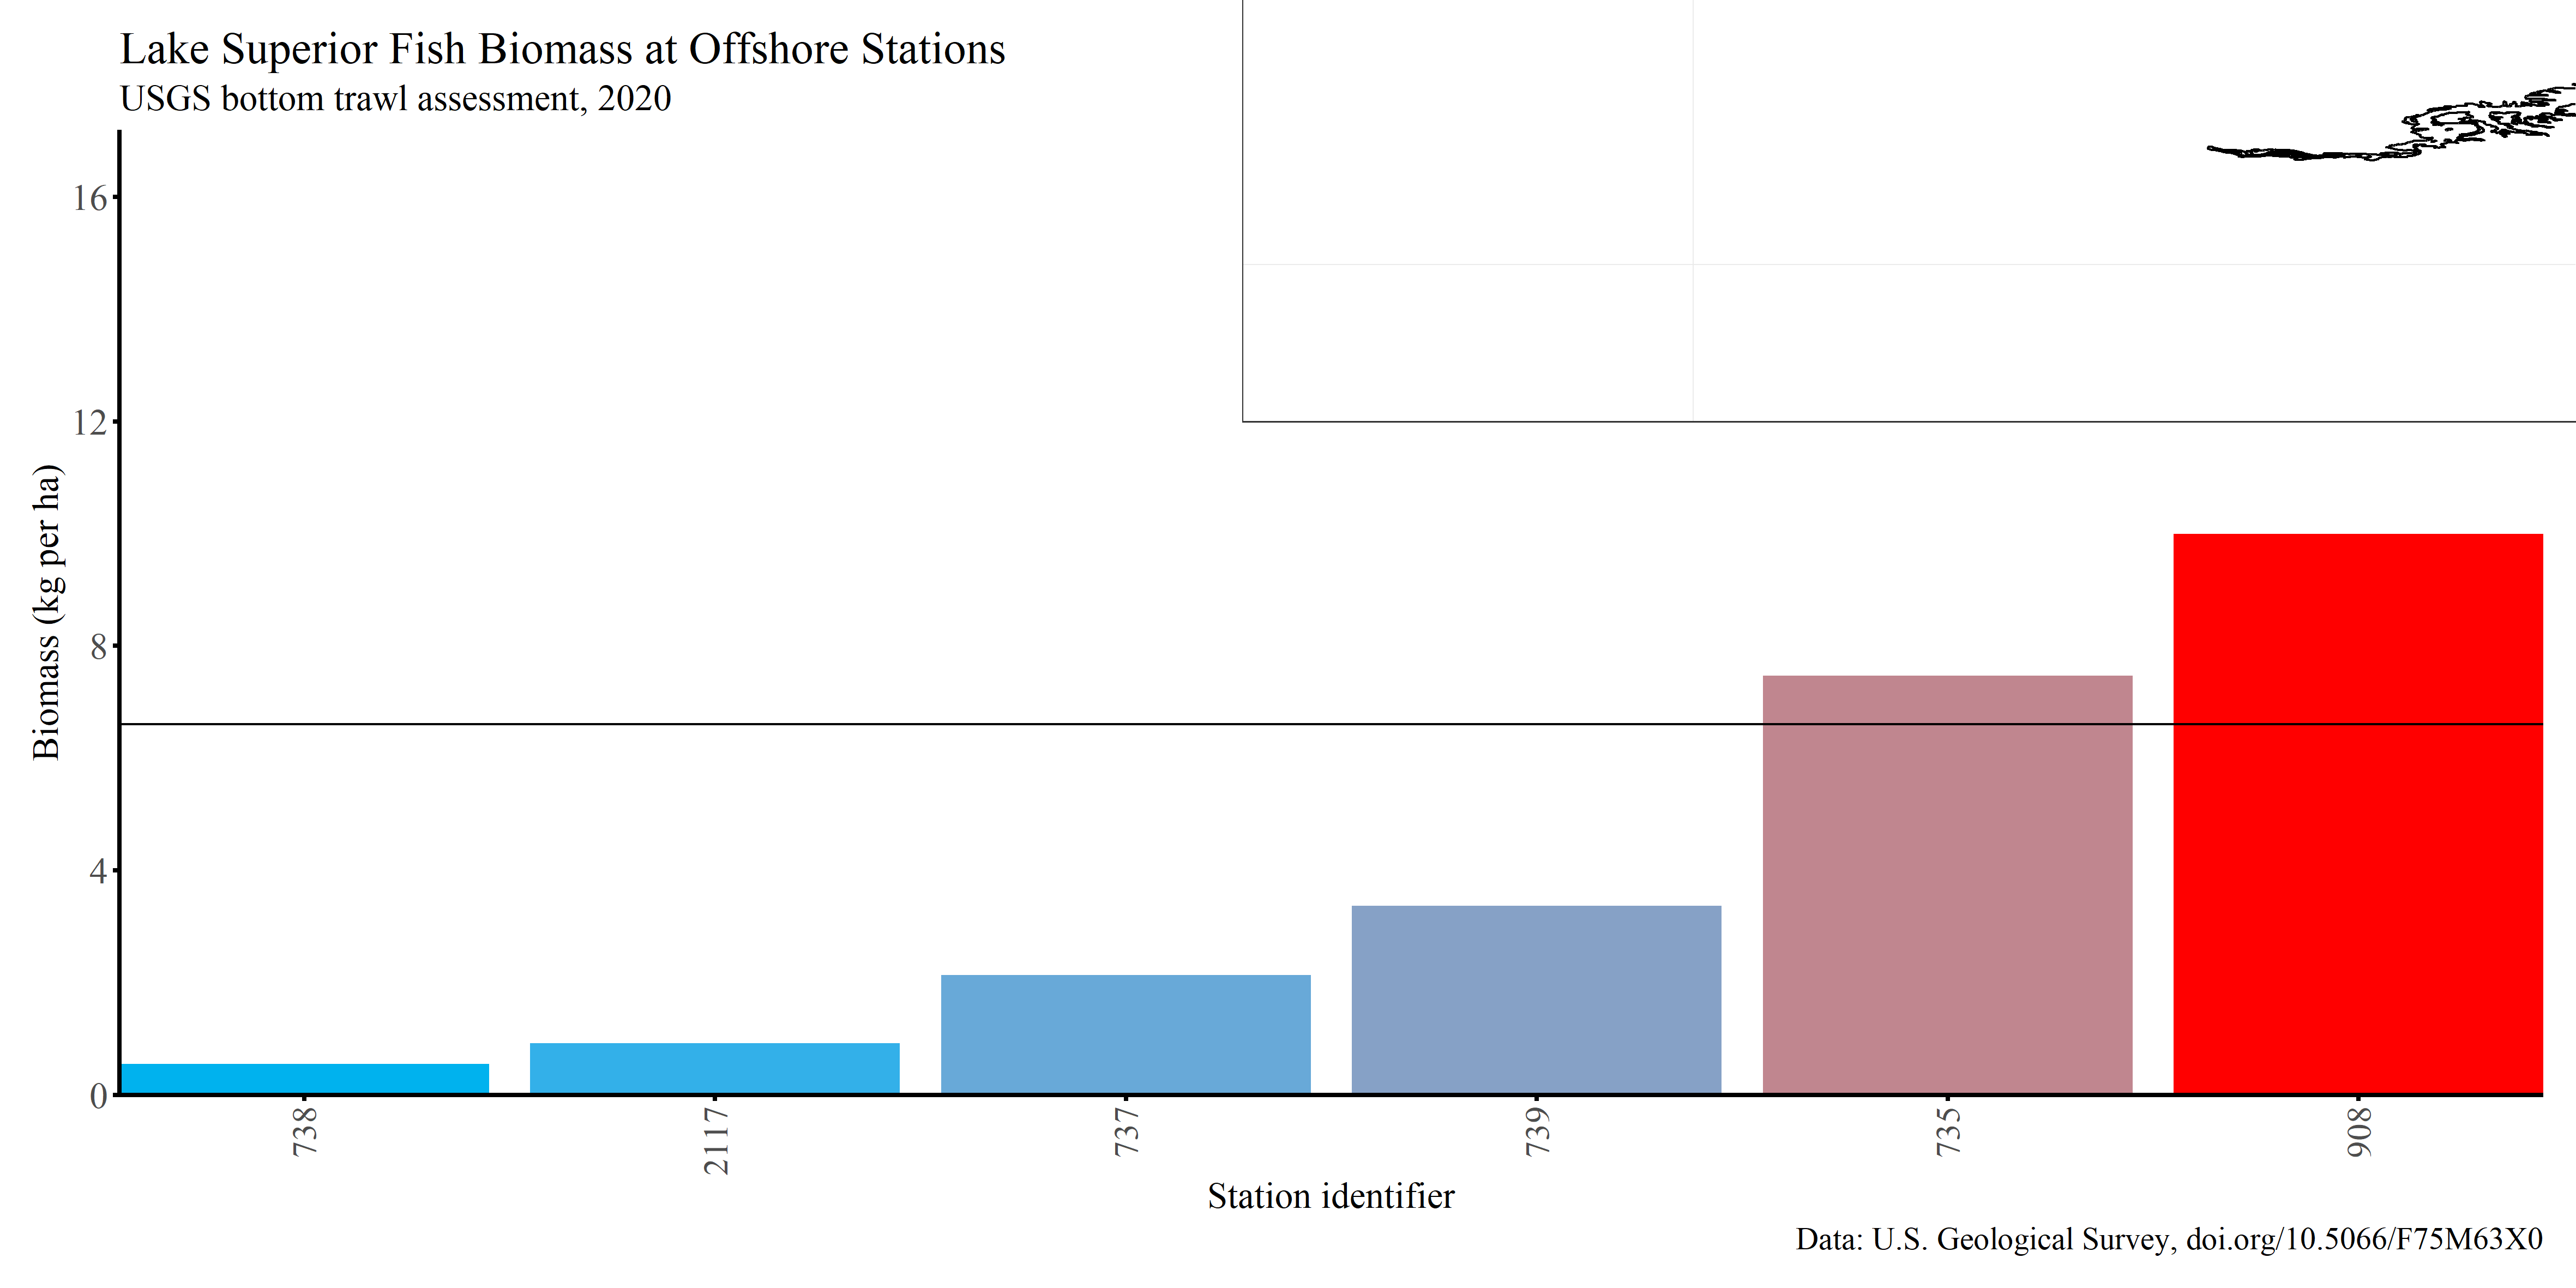 Lake Superior Fish Biomass at Offshore Stations
USGS bottom trawl assessment, 2020
Biomass (kg per ha)
16
12
8
4
0
738
2117
737
739
735
908
Station identifier
Data: U.S. Geological Survey, doi.org/10.5066/F75M63X0